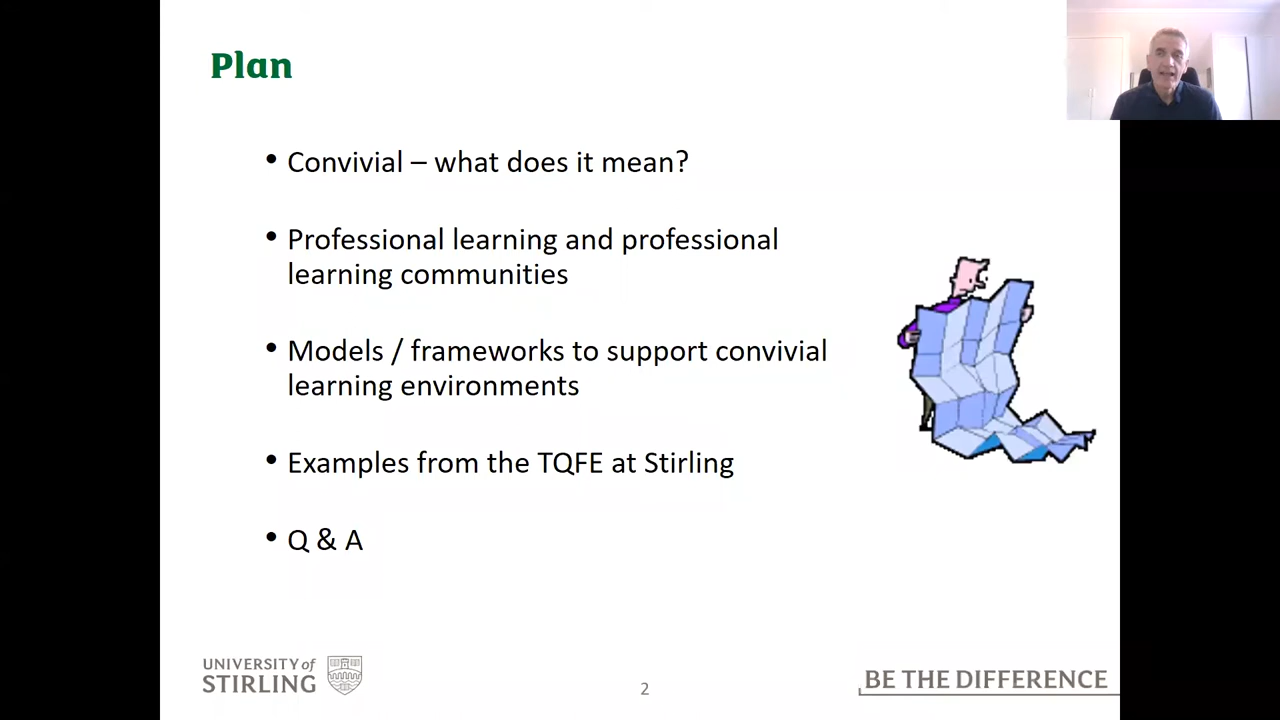 Plan
• Convivial – what does it mean?
• Professional learning and professional
learning communities
• Models / frameworks to support convivial
learning environments
• Examples from the TQFE at Stirling
• Q & A
UNIVERSITY of
STIRLING
2
BE THE DIFFERENCE